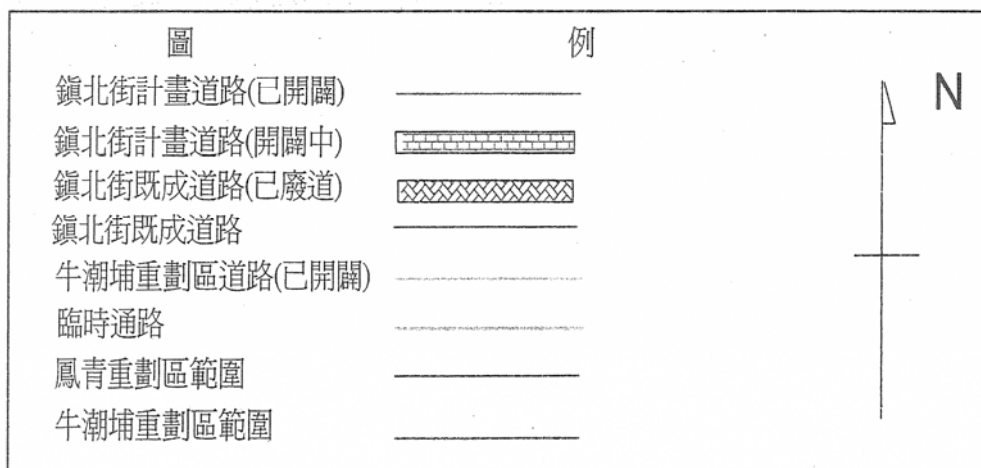 圖 例
鎮北街計畫道路(已開闢)
N
鎮北街計畫道路(開闢中)
鎮北街既成道路(已廢道)
鎮北街既成道路
牛潮埔重劃區道路(已開闢)
臨時通路
鳳青重劃區範圍
牛潮埔重劃區範圍